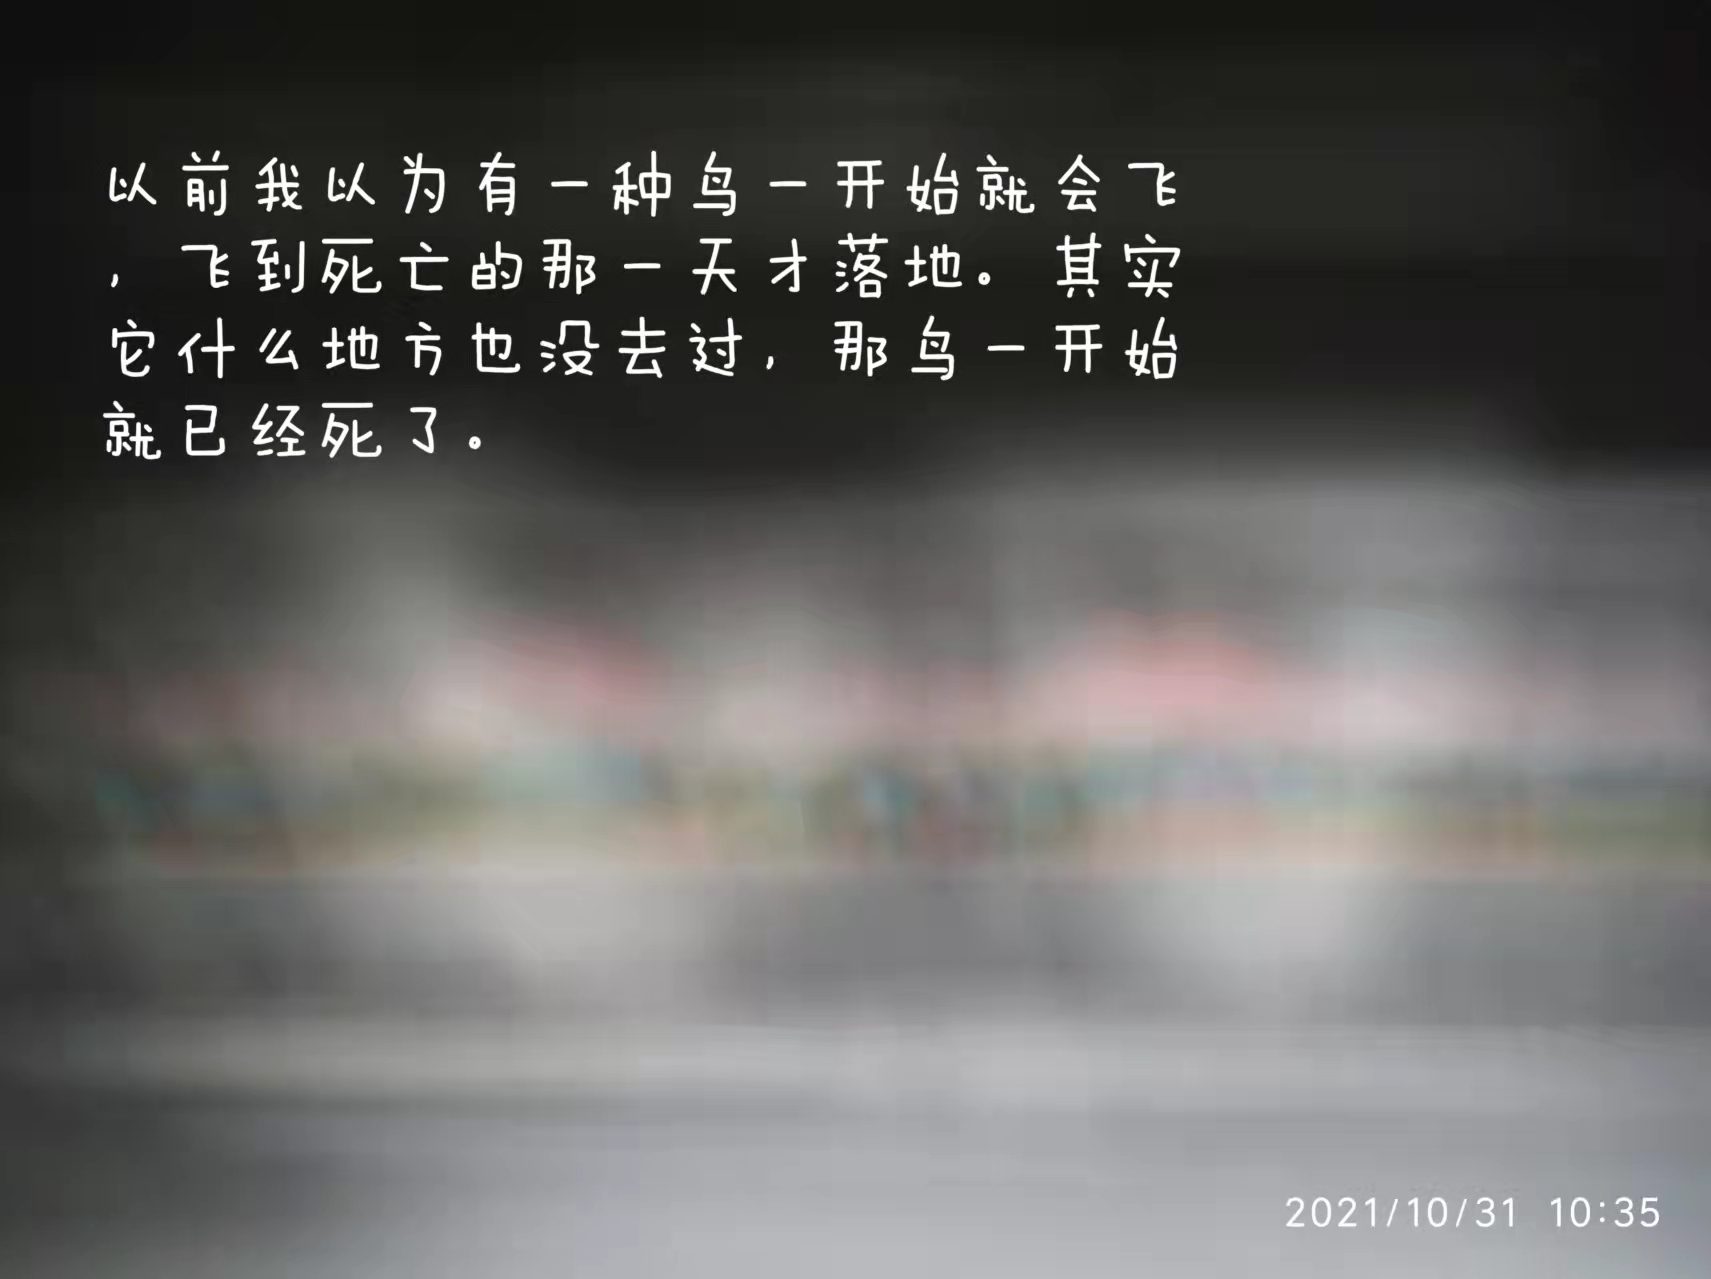 以前我以为有一种鸟一开始就会飞
，飞到死亡的那一天才落地。其实
它什么地方也没去过，那鸟一开始
就已经死了。
2021/10/31 10:35